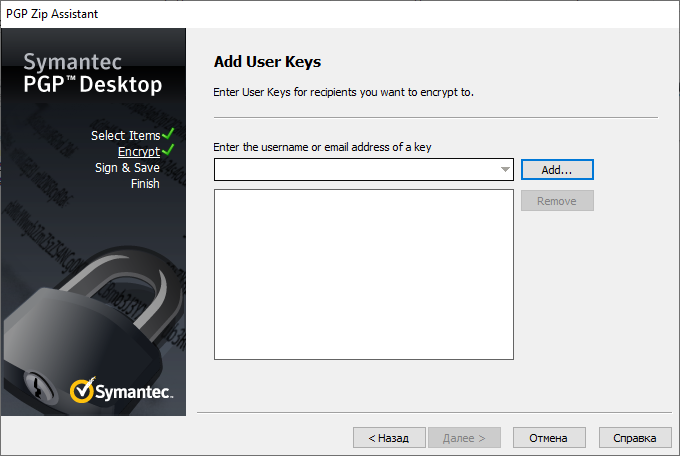 PGP Zip Assistant
Symantec
PGP™ Desktop
Select Items
Encrypt
Sign & Save
Finish
Symantec™
Add User Keys
Enter User Keys for recipients you want to encrypt to.
Enter the username or email address of a key
Add...
Remove
< Назад
Далее >
Отмена
Справка